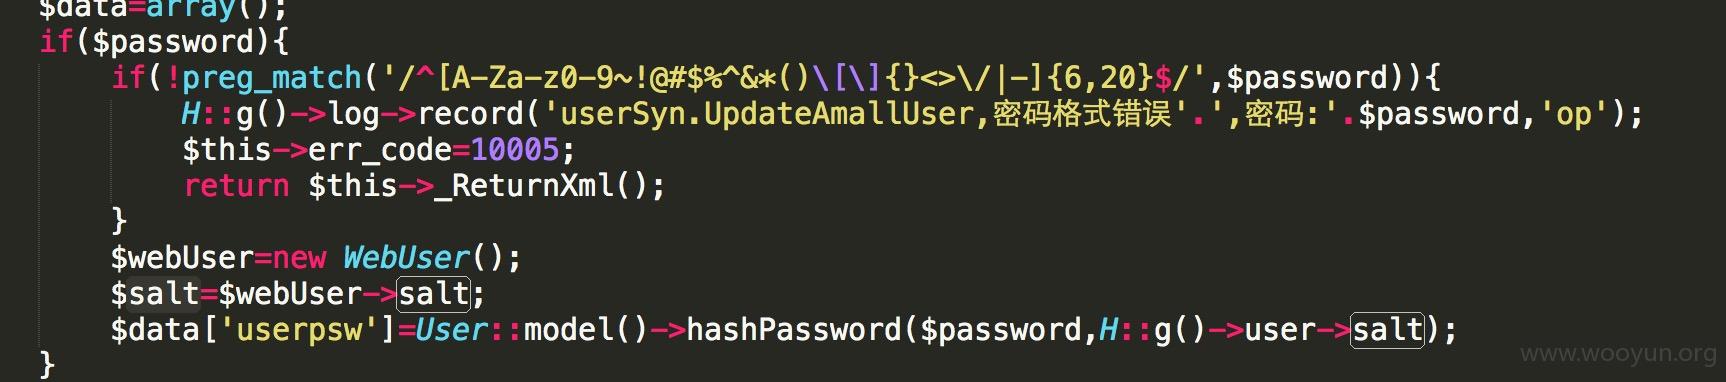 $data=array();
if($password){
if(!preg_match('/^[A-Za-z0-9~!@#$%^&*()\[\]{}<>\/|-]{6,20}$/',$password)){
H::g()->log->record('userSyn.UpdateAmallUser,密码格式错误'.',密码:'.$password,'op');
$this->err_code=10005;
return $this->_ReturnXml();
}
$webUser=new WebUser();
$salt=$webUser->salt;
$data['userpsw']=User::model()->hashPassword($password,H::g()->user->salt);
}
www.wooyun.org